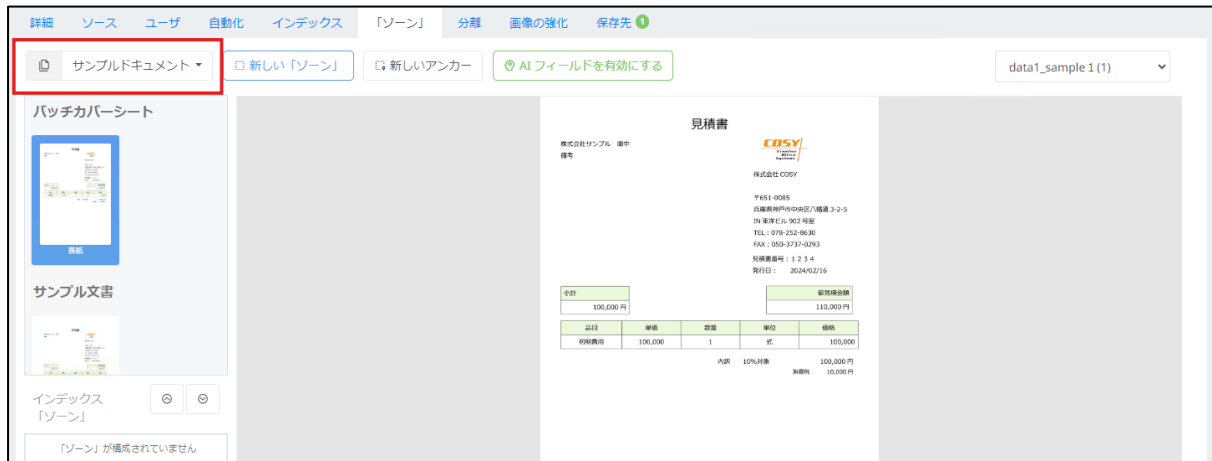 詳細 ソース ユーザ 自動化 インデックス 「ゾーン」 分離 画像の強化 保存先 1
サンプルドキュメント 新しい「ゾーン」 新しいアンカー AI フィールドを有効にする data1_sample 1 (1)
バッチカバーシート
表紙
サンプル文書
インデックス
「ゾーン」
「ゾーン」が構成されていません
見積書
株式会社サンプル 御中
備考
COSY
Creative
Office
Systems
株式会社 COSY
〒651-0085
兵庫県神戸市中央区八幡通 3-2-5
IN 東洋ビル 902 号室
TEL : 078-252-8630
FAX : 050-3737-0293
見積書番号 : 1 2 3 4
発行日 : 2024/02/16
小計 御見積金額
100,000 円 110,000 円
品目 単価 数量 単位 価格
初期費用 100,000 1 式 100,000
内訳 10%対象 100,000 円
消費税 10,000 円